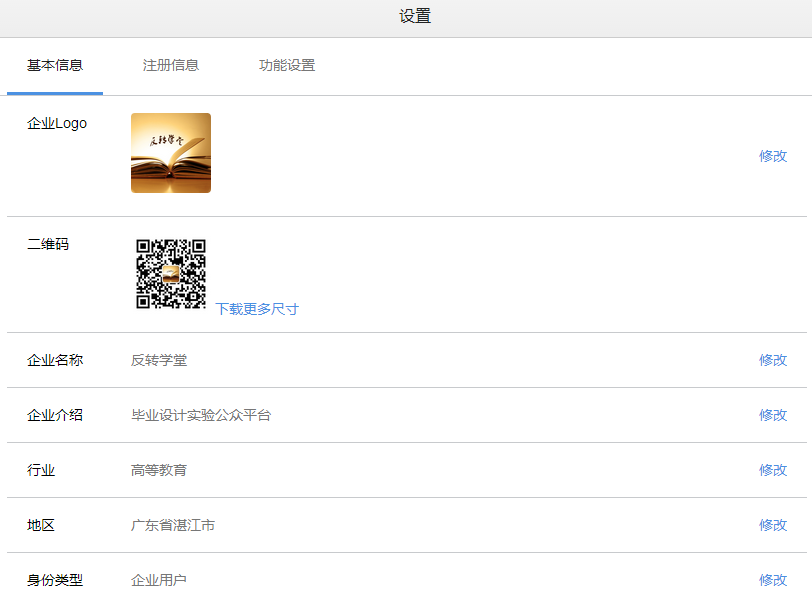 设置
基本信息 注册信息 功能设置
企业Logo
反转学堂
修改
二维码
下载更多尺寸
企业名称 反转学堂 修改
企业介绍 毕业设计实验公众平台 修改
行业 高等教育 修改
地区 广东省湛江市 修改
身份类型 企业用户 修改